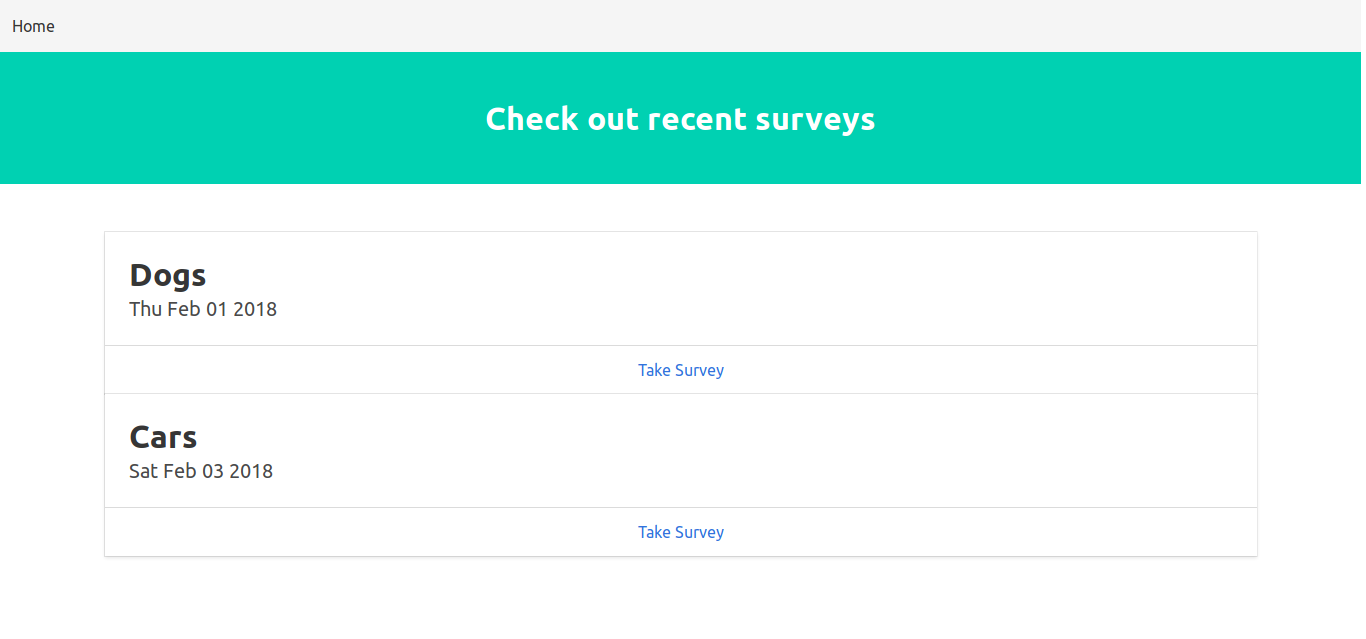 Home
Check out recent surveys
Dogs
Thu Feb 01 2018
Take Survey
Cars
Sat Feb 03 2018
Take Survey